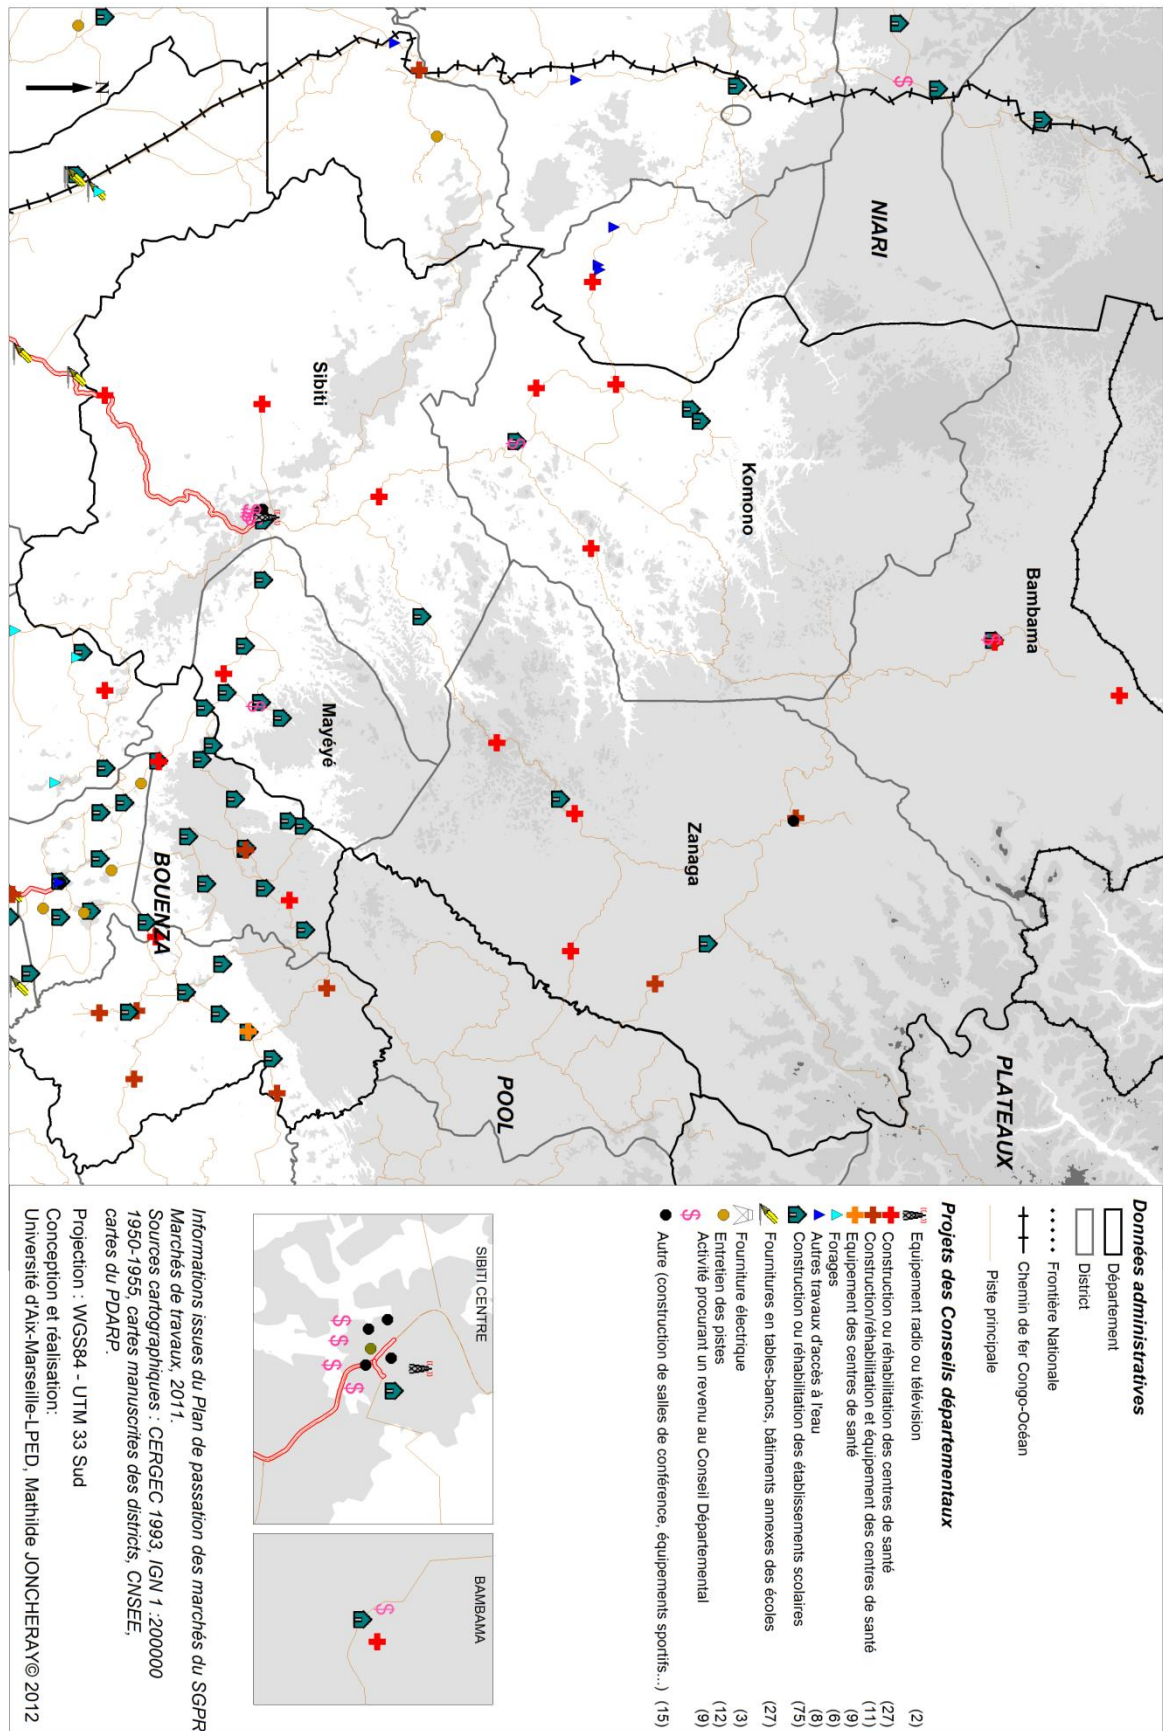 NIARI
PLATEAUX
POOL
BOUENZA
Bambama
Komono
Zanaga
Sibiti
Mayéyé
N
Données administratives
Département
District
Frontière Nationale
Chemin de fer Congo-Océan
Piste principale
Projets des Conseils départementaux
Equipement radio ou télévision (2)
Construction ou réhabilitation des centres de santé (27)
Construction/réhabilitation et équipement des centres de santé (11)
Equipement des centres de santé (9)
Forages (6)
Autres travaux d'accès à l'eau (8)
Construction ou réhabilitation des établissements scolaires (75)
Fournitures en tables-bancs, bâtiments annexes des écoles (27)
Fourniture électrique (3)
Entretien des pistes (12)
Activité procurant un revenu au Conseil Départemental (9)
Autre (construction de salles de conférence, équipements sportifs...) (15)
SIBITI CENTRE
BAMBAMA
Informations issues du Plan de passation des marchés du SGPR
Marchés de travaux, 2011.
Sources cartographiques : CERGEC 1993, IGN 1 :200000
1950-1955, cartes manuscrites des districts, CNSEE,
cartes du PDARP.
Projection : WGS84 - UTM 33 Sud
Conception et réalisation:
Université d'Aix-Marseille-LPED, Mathilde JONCHERAY© 2012